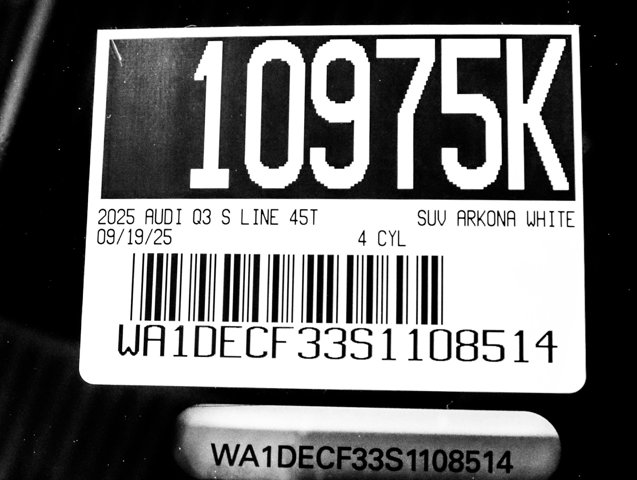 10975K
2025 AUDI Q3 S LINE 45T SUV ARKONA WHITE
09/19/25 4 CYL
WA1DECF33S1108514
WA1DECF33S1108514